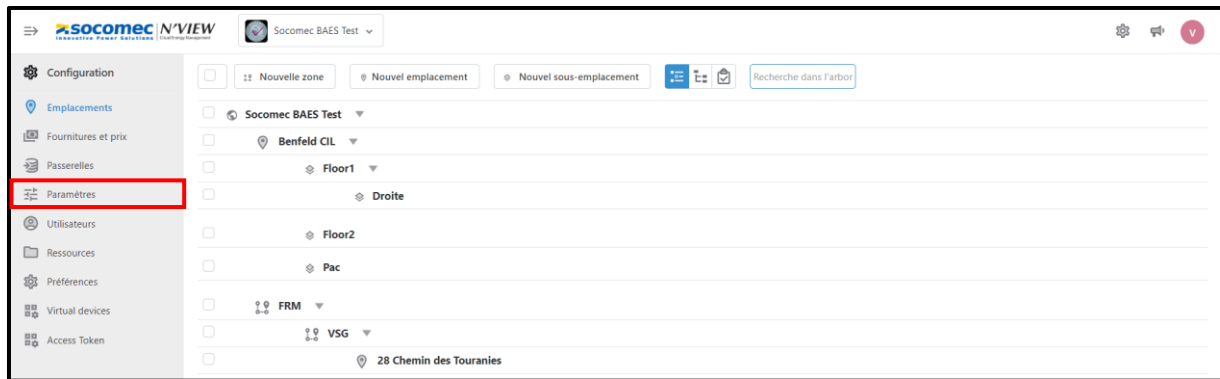 socomec N'VIEW Socomec BAES Test V
Innovative Power Solutions
Configuration
Nouvelle zone Nouvel emplacement Nouvel sous-emplacement Recherche dans l'arbor
Emplacements
Socomec BAES Test
Fournitures et prix
Benfeld CIL
Passerelles
Floor1
Paramètres
Droite
Utilisateurs
Floor2
Ressources
Pac
Préférences
FRM
Virtual devices
VSG
Access Token
28 Chemin des Touranies